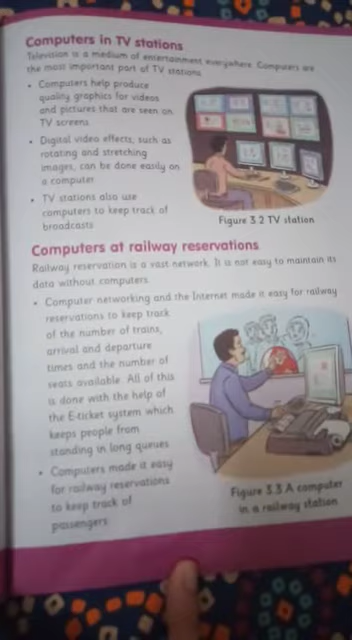 Computers in TV stations
Television is a medium of entertainment everywhere. Computers are
the most important part of TV stations.
• Computers help produce
quality graphics for videos
and pictures that are seen on
TV screens.
• Digital video effects, such as
rotating and stretching
images, can be done easily on
a computer.
• TV stations also use
computers to keep track of
broadcasts.
Figure 3.2 TV station
Computers at railway reservations
Railway reservation is a vast network. It is not easy to maintain its
data without computers.
• Computer networking and the Internet made it easy for railway
reservations to keep track
of the number of trains,
arrival and departure
times and the number of
seats available. All of this
is done with the help of
the E-ticket system which
keeps people from
standing in long queues.
• Computers made it easy
for railway reservations
to keep track of
passengers.
Figure 3.3 A computer
in a railway station